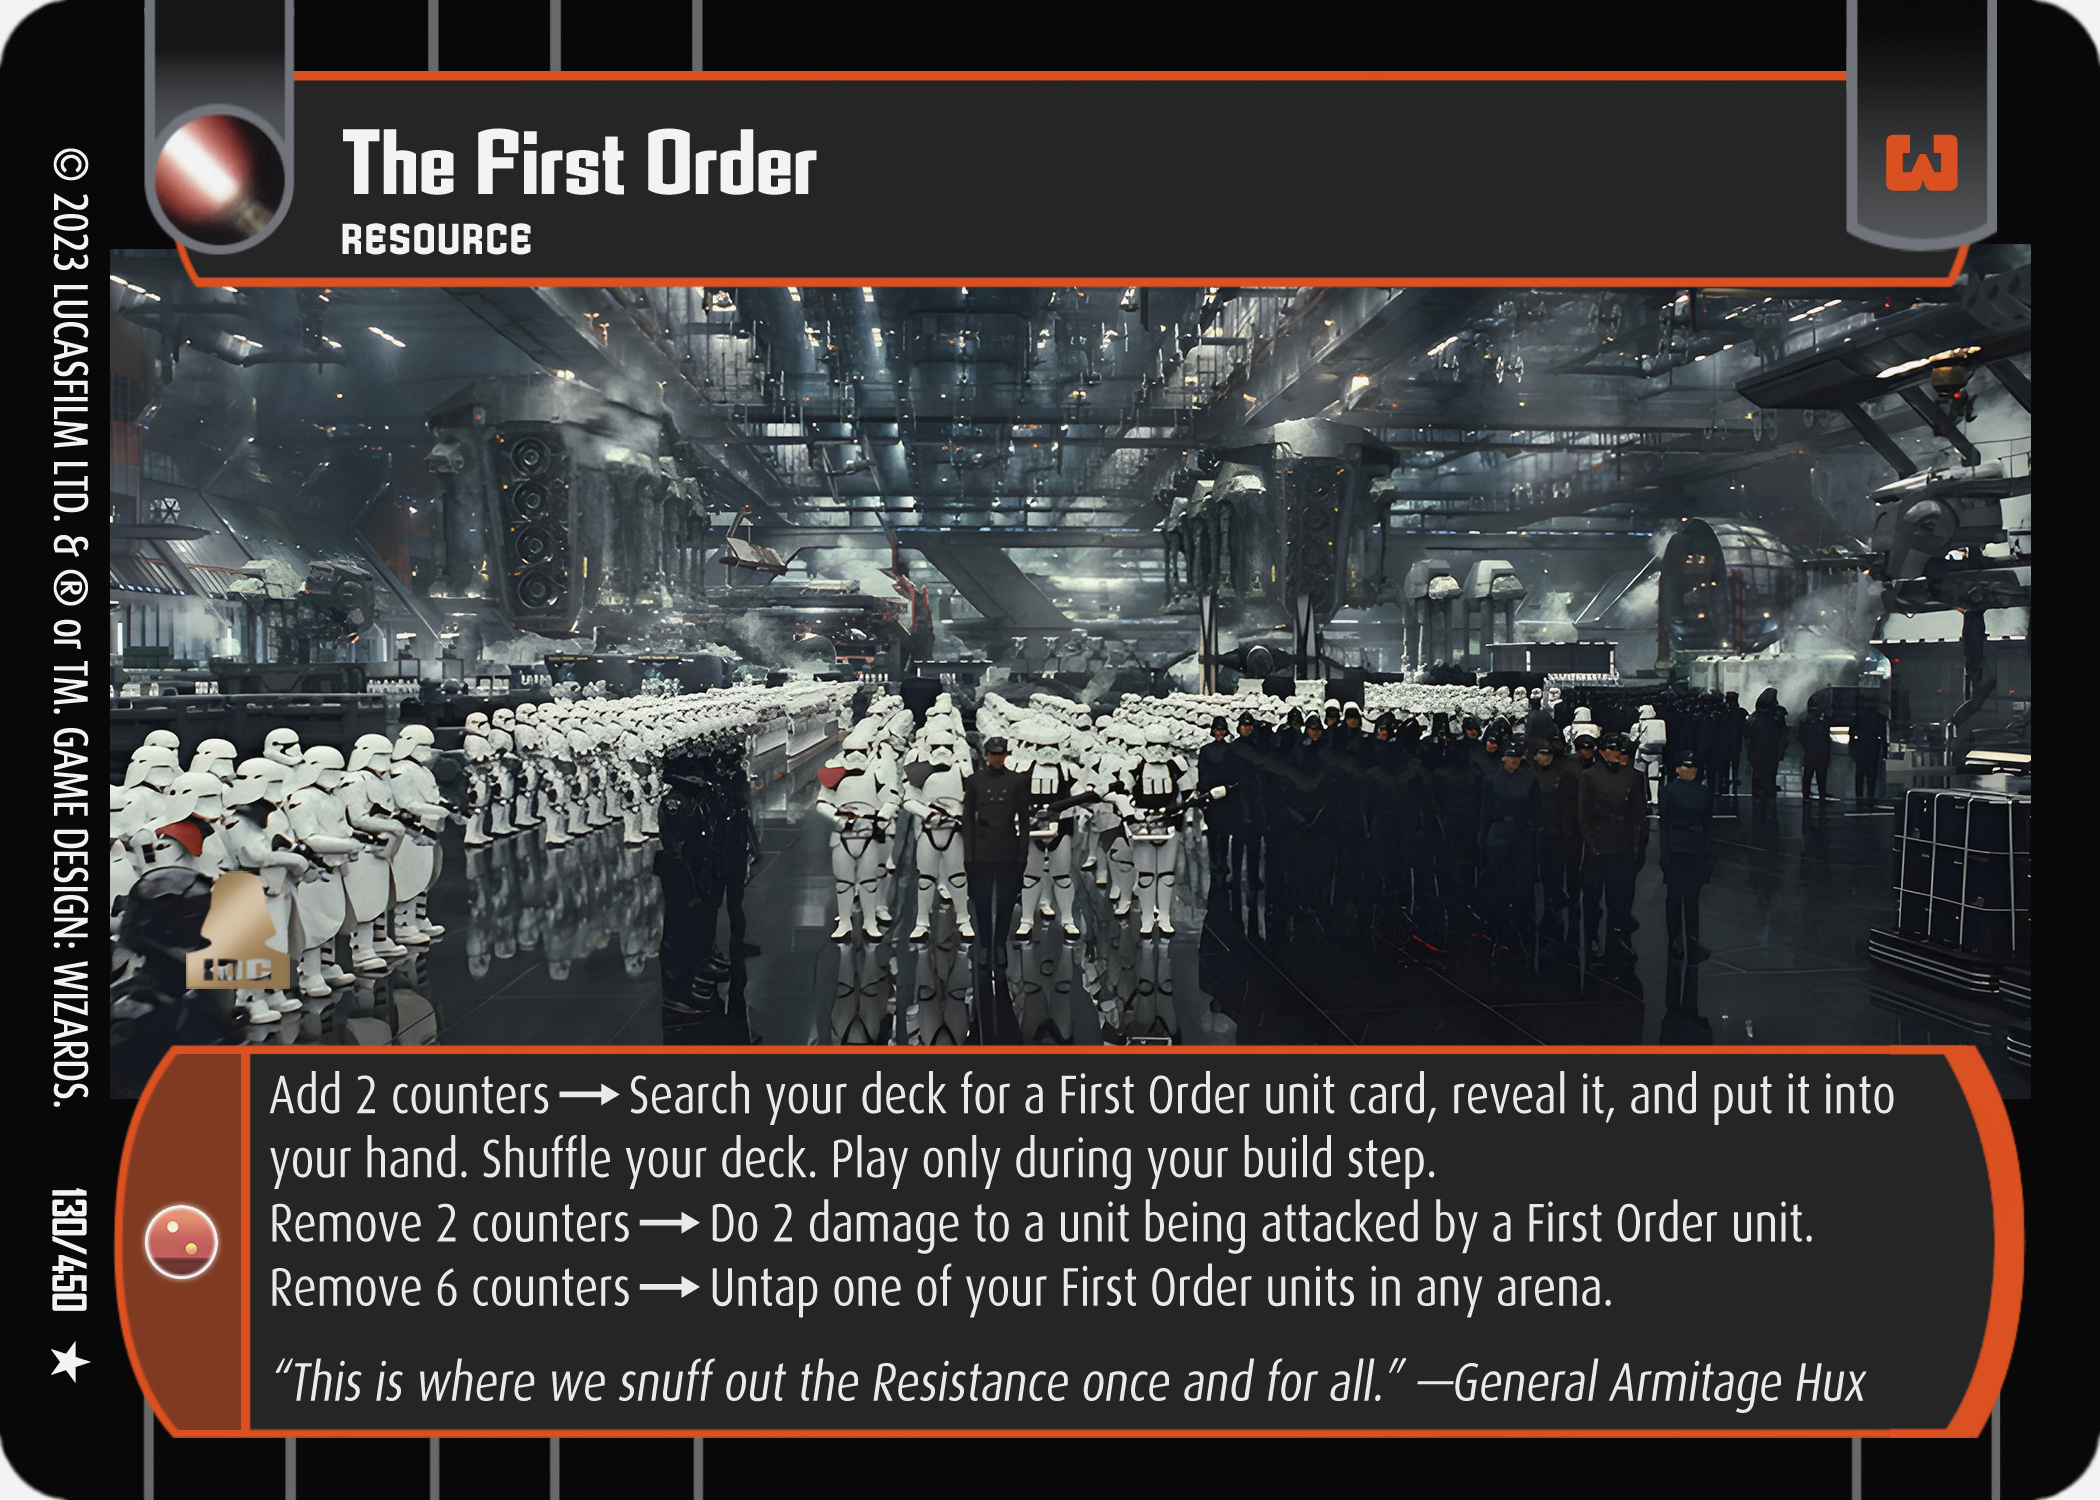 The First Order
RESOURCE
Add 2 counters → Search your deck for a First Order unit card, reveal it, and put it into
your hand. Shuffle your deck. Play only during your build step.
Remove 2 counters → Do 2 damage to a unit being attacked by a First Order unit.
Remove 6 counters → Untap one of your First Order units in any arena.
“This is where we snuff out the Resistance once and for all.” —General Armitage Hux
© 2023 LUCASFILM LTD. & ® or TM. GAME DESIGN: WIZARDS. 130/450 ★
IDC